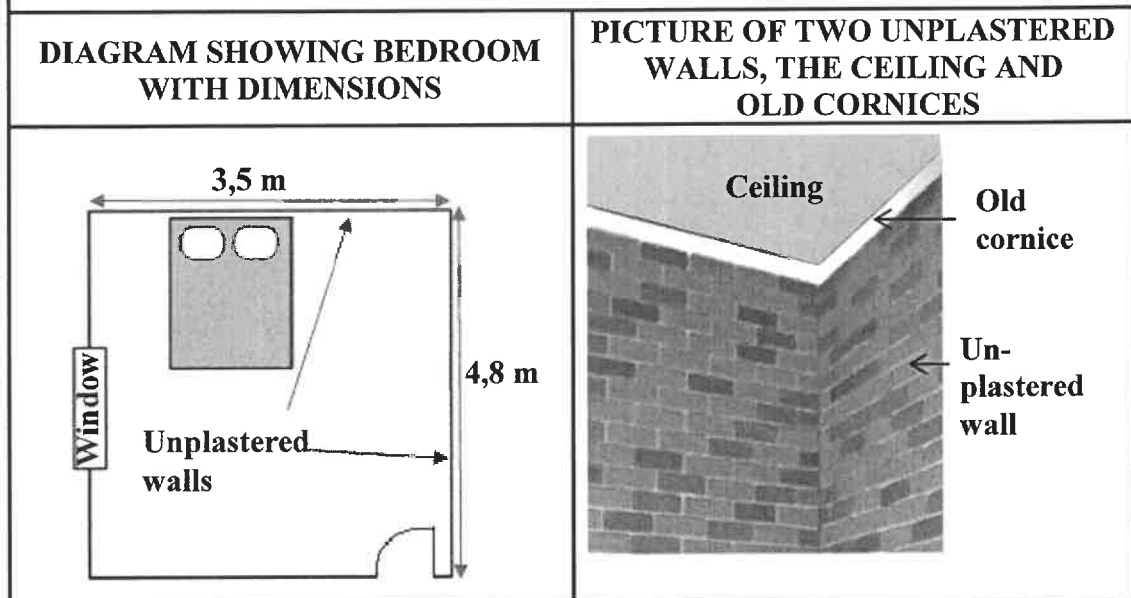 DIAGRAM SHOWING BEDROOM
WITH DIMENSIONS
PICTURE OF TWO UNPLASTERED
WALLS, THE CEILING AND
OLD CORNICES
3,5 m
Window
4,8 m
Unplastered
walls
Ceiling
Old
cornice
Un-
plastered
wall